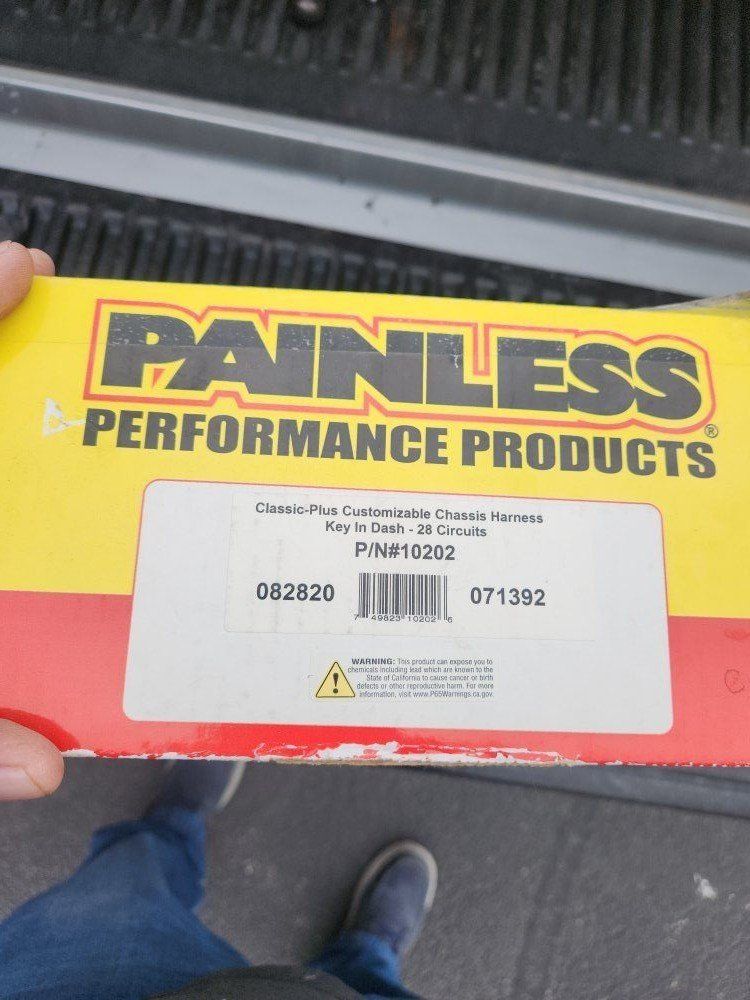 PAINLESS®
PERFORMANCE PRODUCTS
Classic-Plus Customizable Chassis Harness
Key In Dash - 28 Circuits
P/N#10202
082820
071392
7 49823 10202 6
WARNING: This product can expose you to
chemicals including lead which are known to the
State of California to cause cancer or birth
defects or other reproductive harm. For more
information, visit www.P65Warnings.ca.gov.